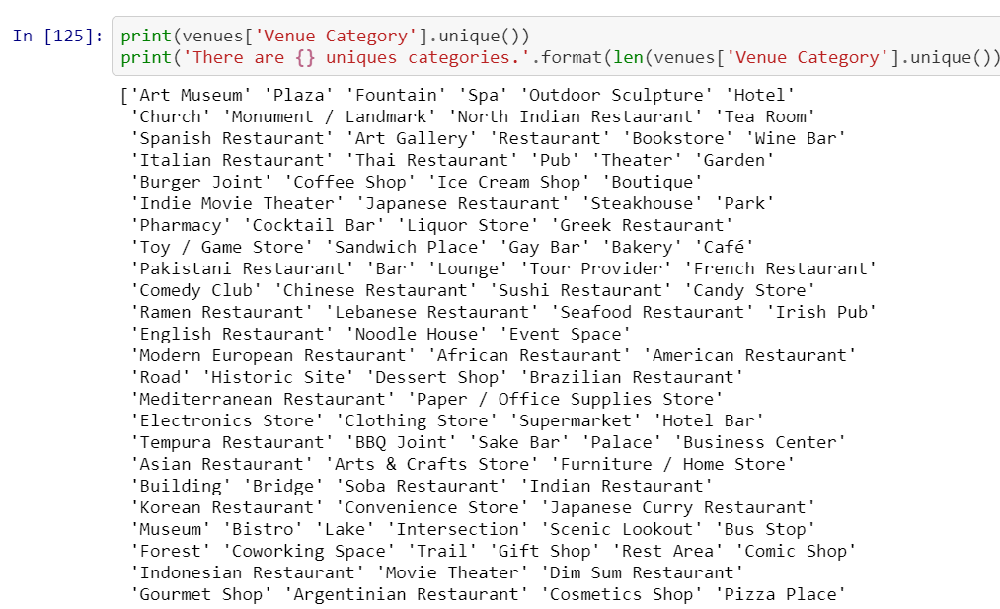 In [125]: print(venues['Venue Category'].unique())
print('There are {} uniques categories.'.format(len(venues['Venue Category'].unique())
['Art Museum' 'Plaza' 'Fountain' 'Spa' 'Outdoor Sculpture' 'Hotel'
'Church' 'Monument / Landmark' 'North Indian Restaurant' 'Tea Room'
'Spanish Restaurant' 'Art Gallery' 'Restaurant' 'Bookstore' 'Wine Bar'
'Italian Restaurant' 'Thai Restaurant' 'Pub' 'Theater' 'Garden'
'Burger Joint' 'Coffee Shop' 'Ice Cream Shop' 'Boutique'
'Indie Movie Theater' 'Japanese Restaurant' 'Steakhouse' 'Park'
'Pharmacy' 'Cocktail Bar' 'Liquor Store' 'Greek Restaurant'
'Toy / Game Store' 'Sandwich Place' 'Gay Bar' 'Bakery' 'Café'
'Pakistani Restaurant' 'Bar' 'Lounge' 'Tour Provider' 'French Restaurant'
'Comedy Club' 'Chinese Restaurant' 'Sushi Restaurant' 'Candy Store'
'Ramen Restaurant' 'Lebanese Restaurant' 'Seafood Restaurant' 'Irish Pub'
'English Restaurant' 'Noodle House' 'Event Space'
'Modern European Restaurant' 'African Restaurant' 'American Restaurant'
'Road' 'Historic Site' 'Dessert Shop' 'Brazilian Restaurant'
'Mediterranean Restaurant' 'Paper / Office Supplies Store'
'Electronics Store' 'Clothing Store' 'Supermarket' 'Hotel Bar'
'Tempura Restaurant' 'BBQ Joint' 'Sake Bar' 'Palace' 'Business Center'
'Asian Restaurant' 'Arts & Crafts Store' 'Furniture / Home Store'
'Building' 'Bridge' 'Soba Restaurant' 'Indian Restaurant'
'Korean Restaurant' 'Convenience Store' 'Japanese Curry Restaurant'
'Museum' 'Bistro' 'Lake' 'Intersection' 'Scenic Lookout' 'Bus Stop'
'Forest' 'Coworking Space' 'Trail' 'Gift Shop' 'Rest Area' 'Comic Shop'
'Indonesian Restaurant' 'Movie Theater' 'Dim Sum Restaurant'
'Gourmet Shop' 'Argentinian Restaurant' 'Cosmetics Shop' 'Pizza Place'